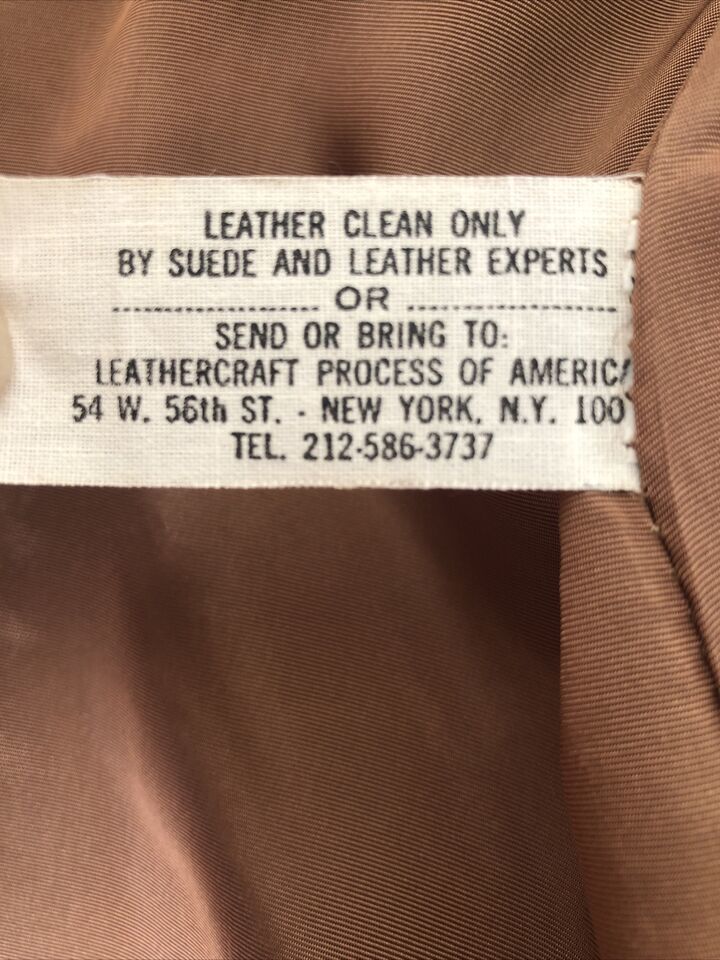 LEATHER CLEAN ONLY
BY SUEDE AND LEATHER EXPERTS
.................... OR ....................
SEND OR BRING TO:
LEATHERCRAFT PROCESS OF AMERICA
54 W. 56th ST. - NEW YORK, N.Y. 100
TEL. 212-586-3737